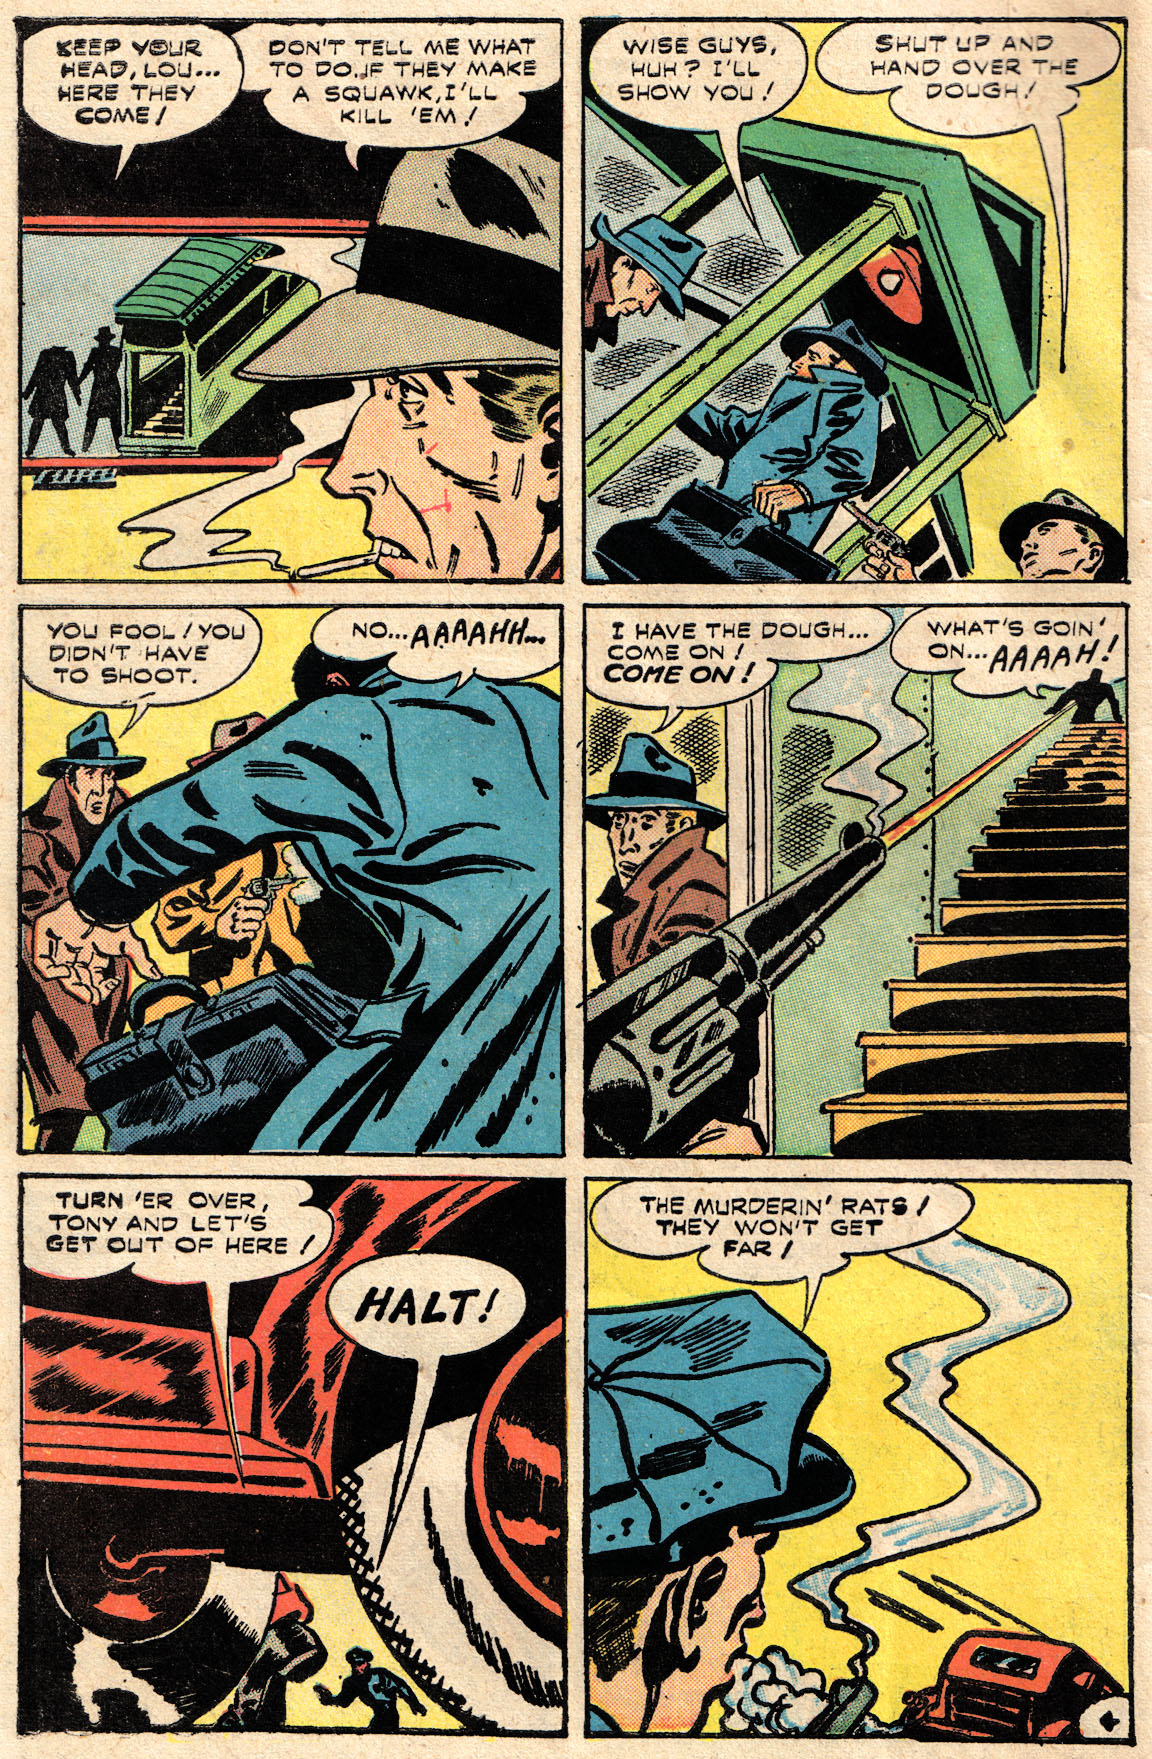 KEEP YOUR
HEAD, LOU...
HERE THEY
COME!
DON'T TELL ME WHAT
TO DO. IF THEY MAKE
A SQUAWK, I'LL
KILL 'EM!
WISE GUYS,
HUH? I'LL
SHOW YOU!
SHUT UP AND
HAND OVER THE
DOUGH!
YOU FOOL! YOU
DIDN'T HAVE
TO SHOOT.
NO... AAAAHH...
I HAVE THE DOUGH...
COME ON!
COME ON!
WHAT'S GOIN'
ON... AAAAH!
TURN 'ER OVER,
TONY AND LET'S
GET OUT OF HERE!
HALT!
THE MURDERIN' RATS!
THEY WON'T GET
FAR!